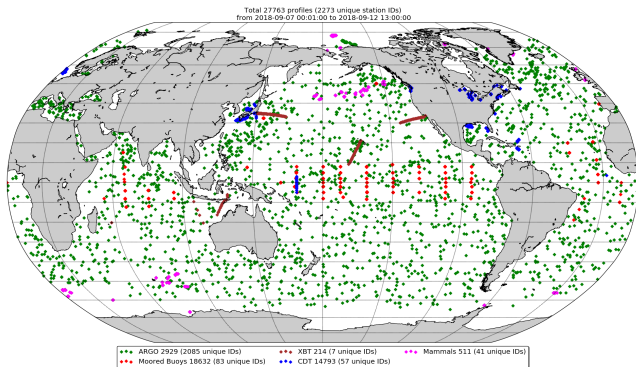 Total 27763 profiles (2273 unique station IDs)
from 2018-09-07 00:01:00 to 2018-09-12 13:00:00
ARGO 2929 (2085 unique IDs) XBT 214 (7 unique IDs) Mammals 511 (41 unique IDs)
Moored Buoys 18632 (83 unique IDs) CDT 14793 (57 unique IDs)